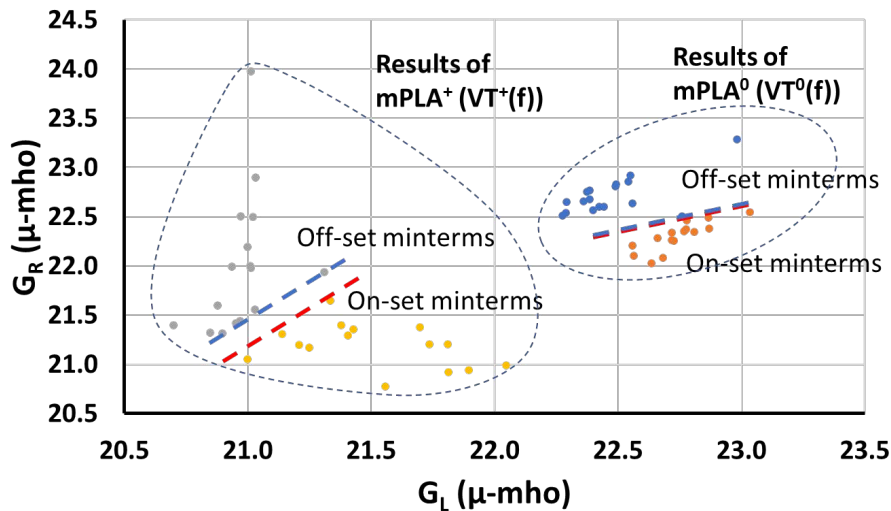 24.5
24.0
23.5
23.0
22.5
22.0
21.5
21.0
20.5
G_R (μ-mho)
Results of
mPLA⁺ (VT⁺(f))
Results of
mPLA⁰ (VT⁰(f))
Off-set minterms
On-set minterms
Off-set minterms
On-set minterms
20.5 21.0 21.5 22.0 22.5 23.0 23.5
G_L (μ-mho)